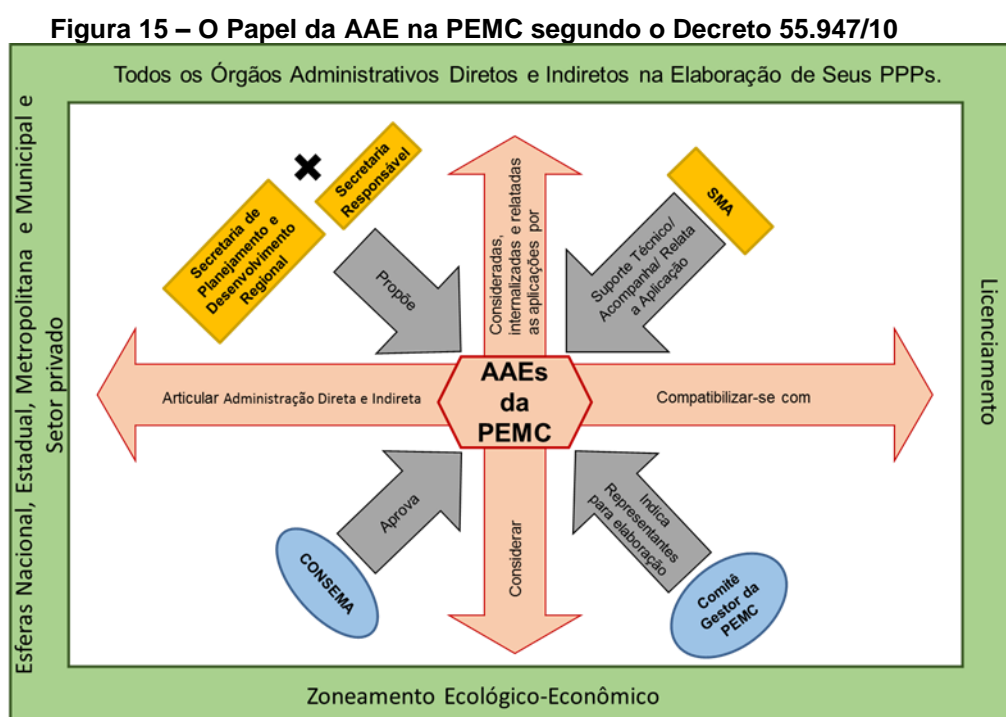 Figura 15 – O Papel da AAE na PEMC segundo o Decreto 55.947/10
Todos os Órgãos Administrativos Diretos e Indiretos na Elaboração de Seus PPPs.
Esferas Nacional, Estadual, Metropolitana e Municipal e
Setor privado
Secretaria de
Planejamento e
Desenvolvimento
Regional
Secretaria
Responsável
Propõe
Consideradas,
internalizadas e relatadas
as aplicações por
SMA
Suporte Técnico/
Acompanha/ Relata
a Aplicação
Licenciamento
Articular Administração Direta e Indireta
AAEs
da
PEMC
Compatibilizar-se com
CONSEMA
Aprova
Considerar
Indica
Representantes
para elaboração
Comitê
Gestor da
PEMC
Zoneamento Ecológico-Econômico